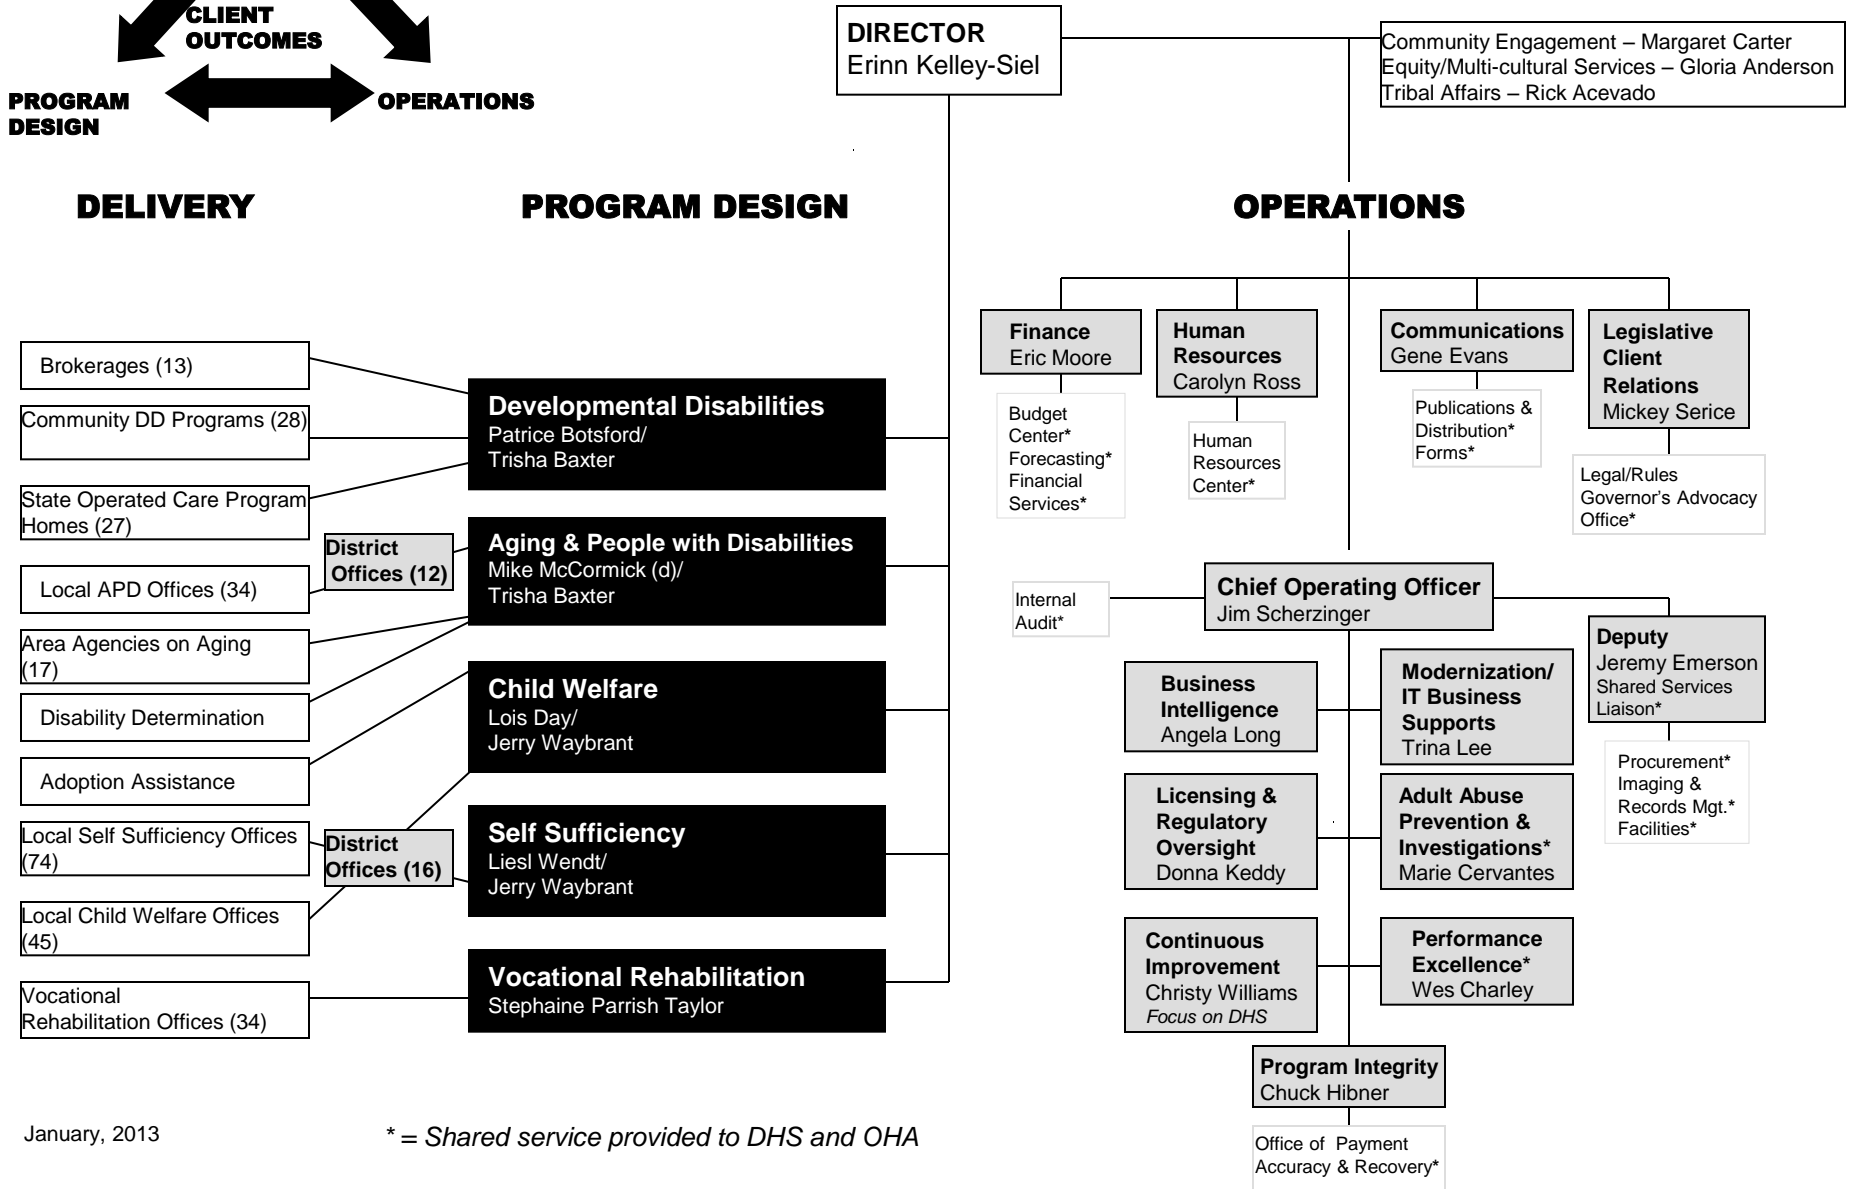 CLIENT
OUTCOMES
PROGRAM
DESIGN
OPERATIONS
DIRECTOR
Erinn Kelley-Siel
Community Engagement – Margaret Carter
Equity/Multi-cultural Services – Gloria Anderson
Tribal Affairs – Rick Acevado
DELIVERY
PROGRAM DESIGN
OPERATIONS
Brokerages (13)
Community DD Programs (28)
State Operated Care Program
Homes (27)
Local APD Offices (34)
Area Agencies on Aging
(17)
Disability Determination
Adoption Assistance
Local Self Sufficiency Offices
(74)
Local Child Welfare Offices
(45)
Vocational
Rehabilitation Offices (34)
District
Offices (12)
District
Offices (16)
Developmental Disabilities
Patrice Botsford/
Trisha Baxter
Aging & People with Disabilities
Mike McCormick (d)/
Trisha Baxter
Child Welfare
Lois Day/
Jerry Waybrant
Self Sufficiency
Liesl Wendt/
Jerry Waybrant
Vocational Rehabilitation
Stephaine Parrish Taylor
Finance
Eric Moore
Budget
Center*
Forecasting*
Financial
Services*
Human
Resources
Carolyn Ross
Human
Resources
Center*
Communications
Gene Evans
Publications &
Distribution*
Forms*
Legislative
Client
Relations
Mickey Serice
Legal/Rules
Governor's Advocacy
Office*
Chief Operating Officer
Jim Scherzinger
Internal
Audit*
Deputy
Jeremy Emerson
Shared Services
Liaison*
Procurement*
Imaging &
Records Mgt.*
Facilities*
Business
Intelligence
Angela Long
Modernization/
IT Business
Supports
Trina Lee
Licensing &
Regulatory
Oversight
Donna Keddy
Adult Abuse
Prevention &
Investigations*
Marie Cervantes
Continuous
Improvement
Christy Williams
Focus on DHS
Performance
Excellence*
Wes Charley
Program Integrity
Chuck Hibner
Office of Payment
Accuracy & Recovery*
January, 2013
* = Shared service provided to DHS and OHA